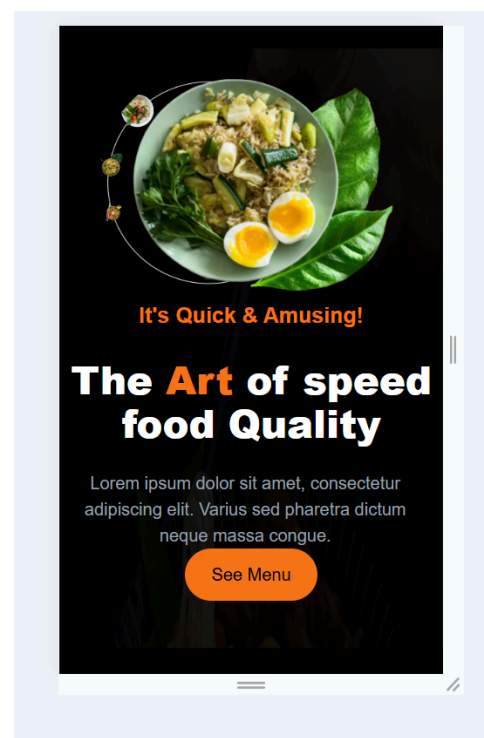 It's Quick & Amusing!
The Art of speed
food Quality
Lorem ipsum dolor sit amet, consectetur
adipiscing elit. Varius sed pharetra dictum
neque massa congue.
See Menu